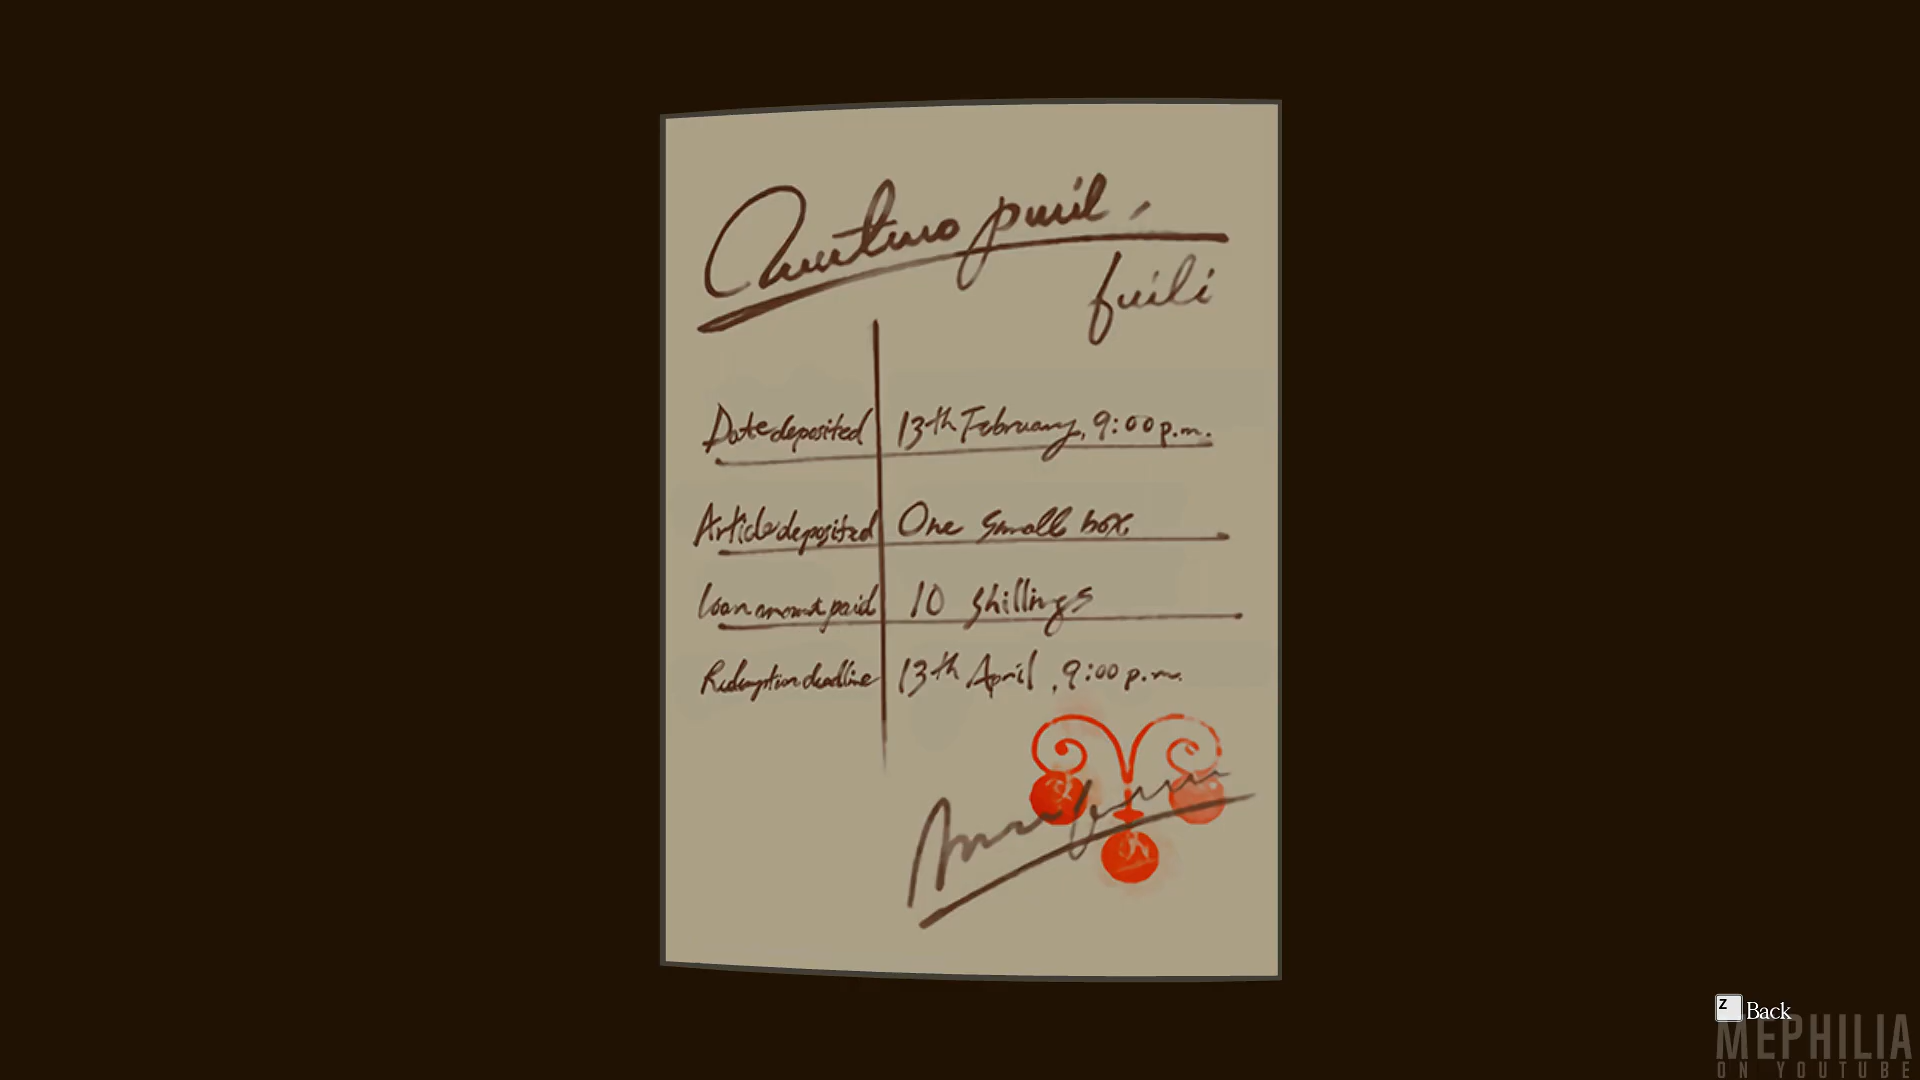 Date deposited 13th February, 9:00 p.m.
Article deposited One small box
Loan amount paid 10 shillings
Redemption deadline 13th April, 9:00 p.m.
Z Back
MEPHILIA
ON YOUTUBE